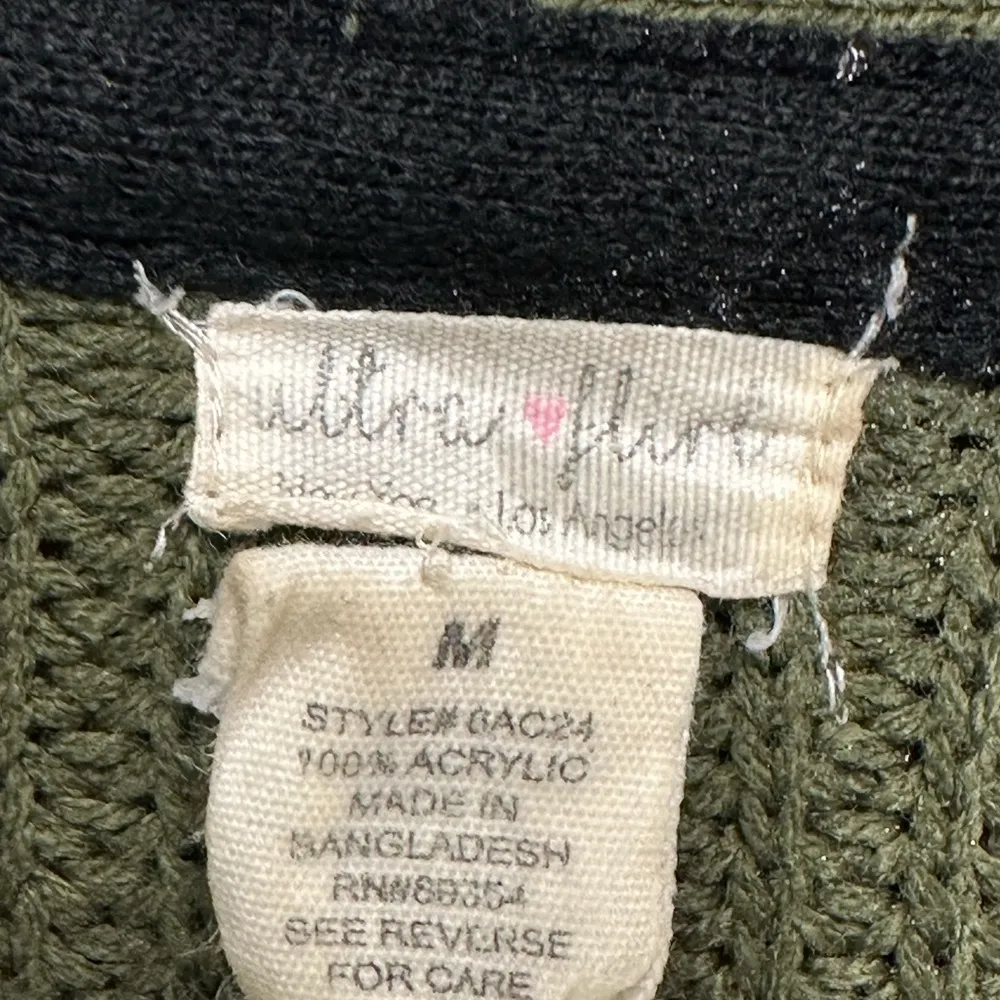 ultra flirt
Los Angeles
M
STYLE# 6AC24
100% ACRYLIC
MADE IN
BANGLADESH
RN#88354
SEE REVERSE
FOR CARE